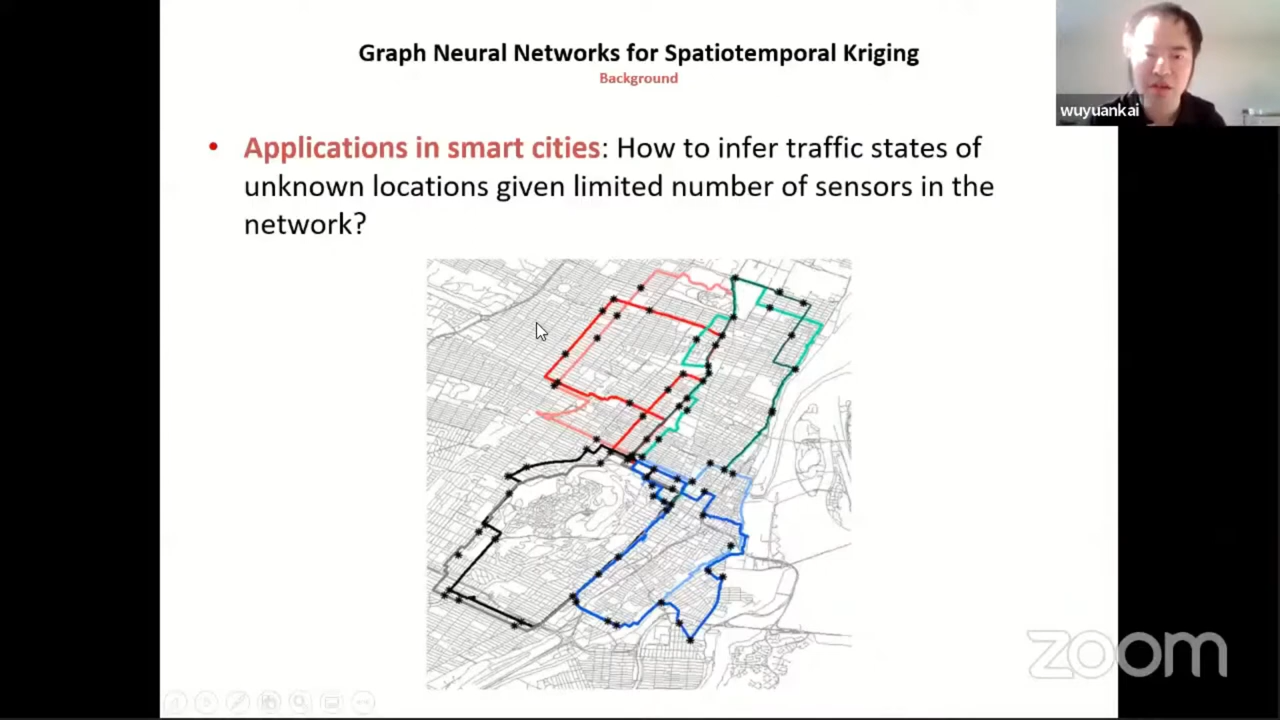 Graph Neural Networks for Spatiotemporal Kriging
Background
wuyuankai
• Applications in smart cities: How to infer traffic states of
unknown locations given limited number of sensors in the
network?
zoom